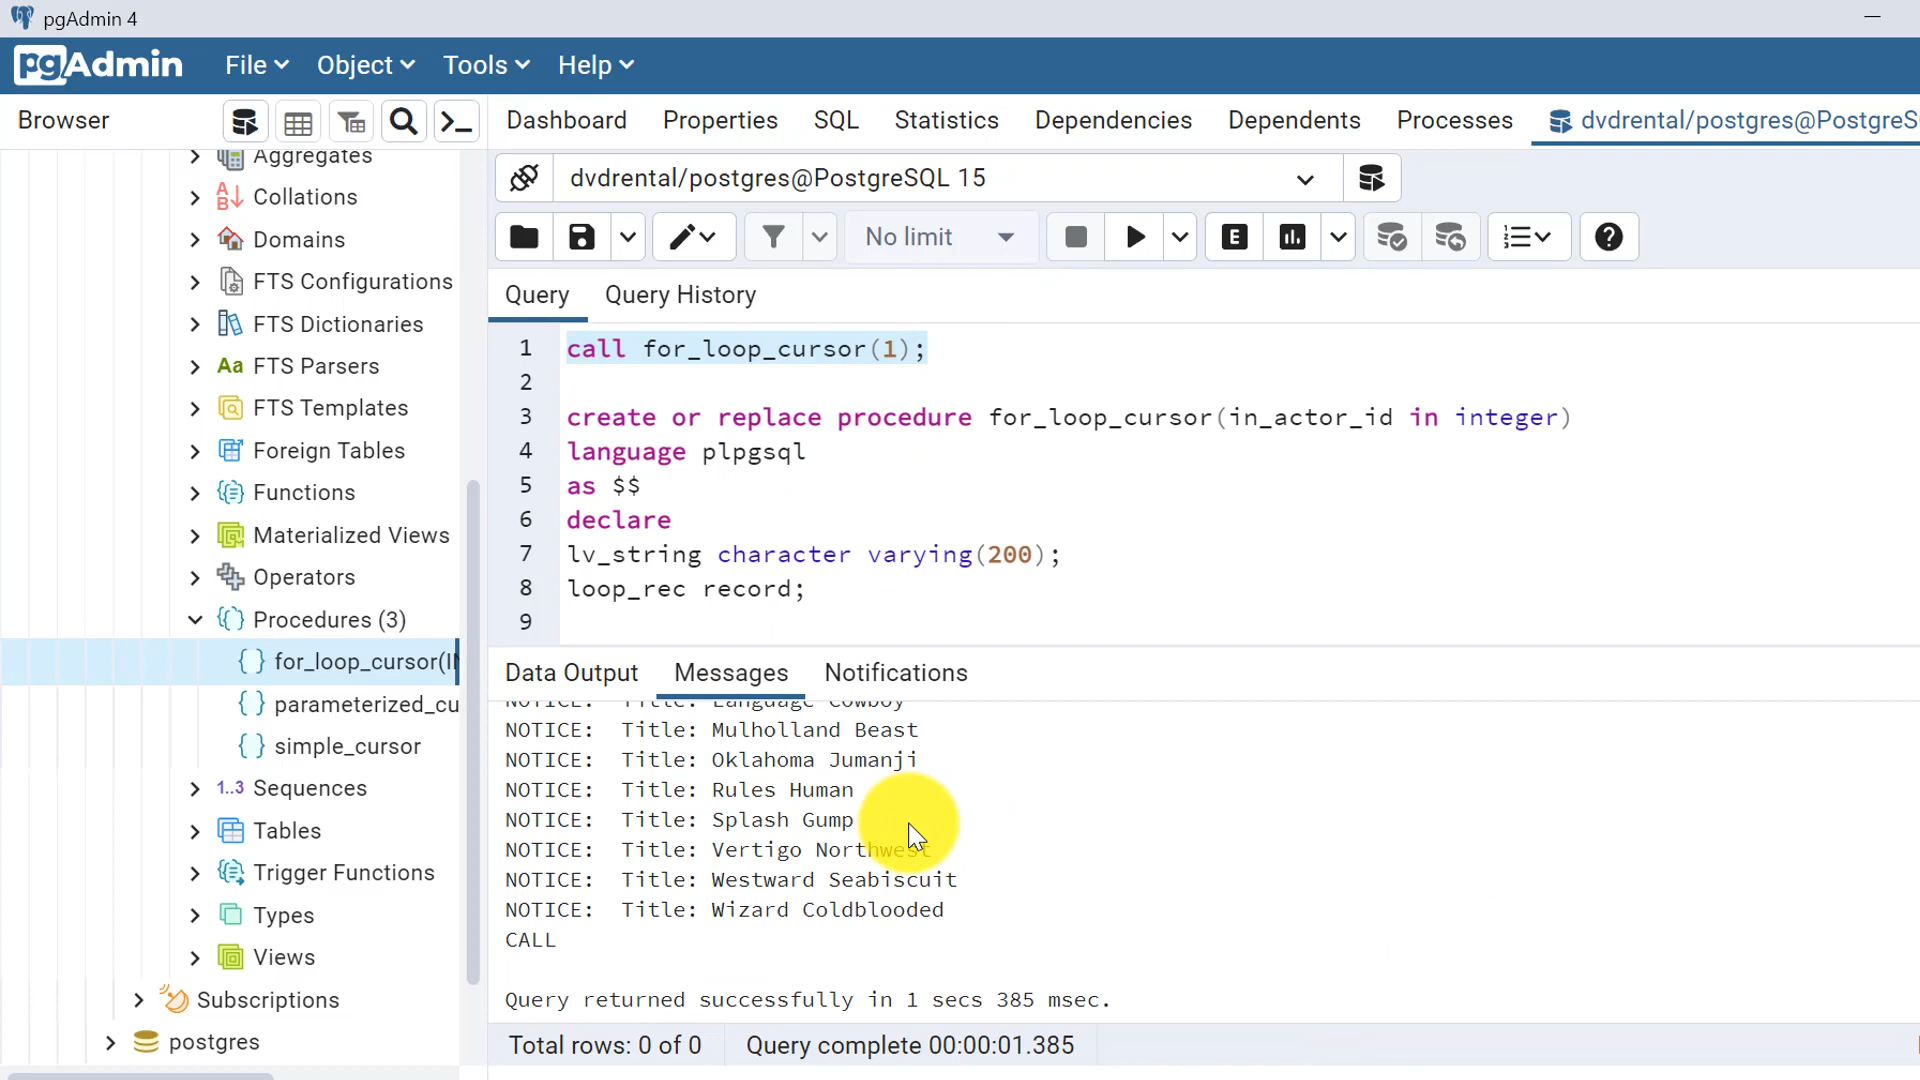 pgAdmin 4
pgAdmin File Object Tools Help
Browser
Dashboard Properties SQL Statistics Dependencies Dependents Processes dvdrental/postgres@PostgreS
Aggregates
Collations
Domains
FTS Configurations
FTS Dictionaries
Aa FTS Parsers
FTS Templates
Foreign Tables
Functions
Materialized Views
Operators
Procedures (3)
for_loop_cursor(I
parameterized_cu
simple_cursor
1..3 Sequences
Tables
Trigger Functions
Types
Views
Subscriptions
postgres
dvdrental/postgres@PostgreSQL 15
No limit
E
Query Query History
1 call for_loop_cursor(1);
2
3 create or replace procedure for_loop_cursor(in_actor_id in integer)
4 language plpgsql
5 as $$
6 declare
7 lv_string character varying(200);
8 loop_rec record;
9
Data Output Messages Notifications
NOTICE: Title: Language Cowboy
NOTICE: Title: Mulholland Beast
NOTICE: Title: Oklahoma Jumanji
NOTICE: Title: Rules Human
NOTICE: Title: Splash Gump
NOTICE: Title: Vertigo Northwest
NOTICE: Title: Westward Seabiscuit
NOTICE: Title: Wizard Coldblooded
CALL
Query returned successfully in 1 secs 385 msec.
Total rows: 0 of 0 Query complete 00:00:01.385